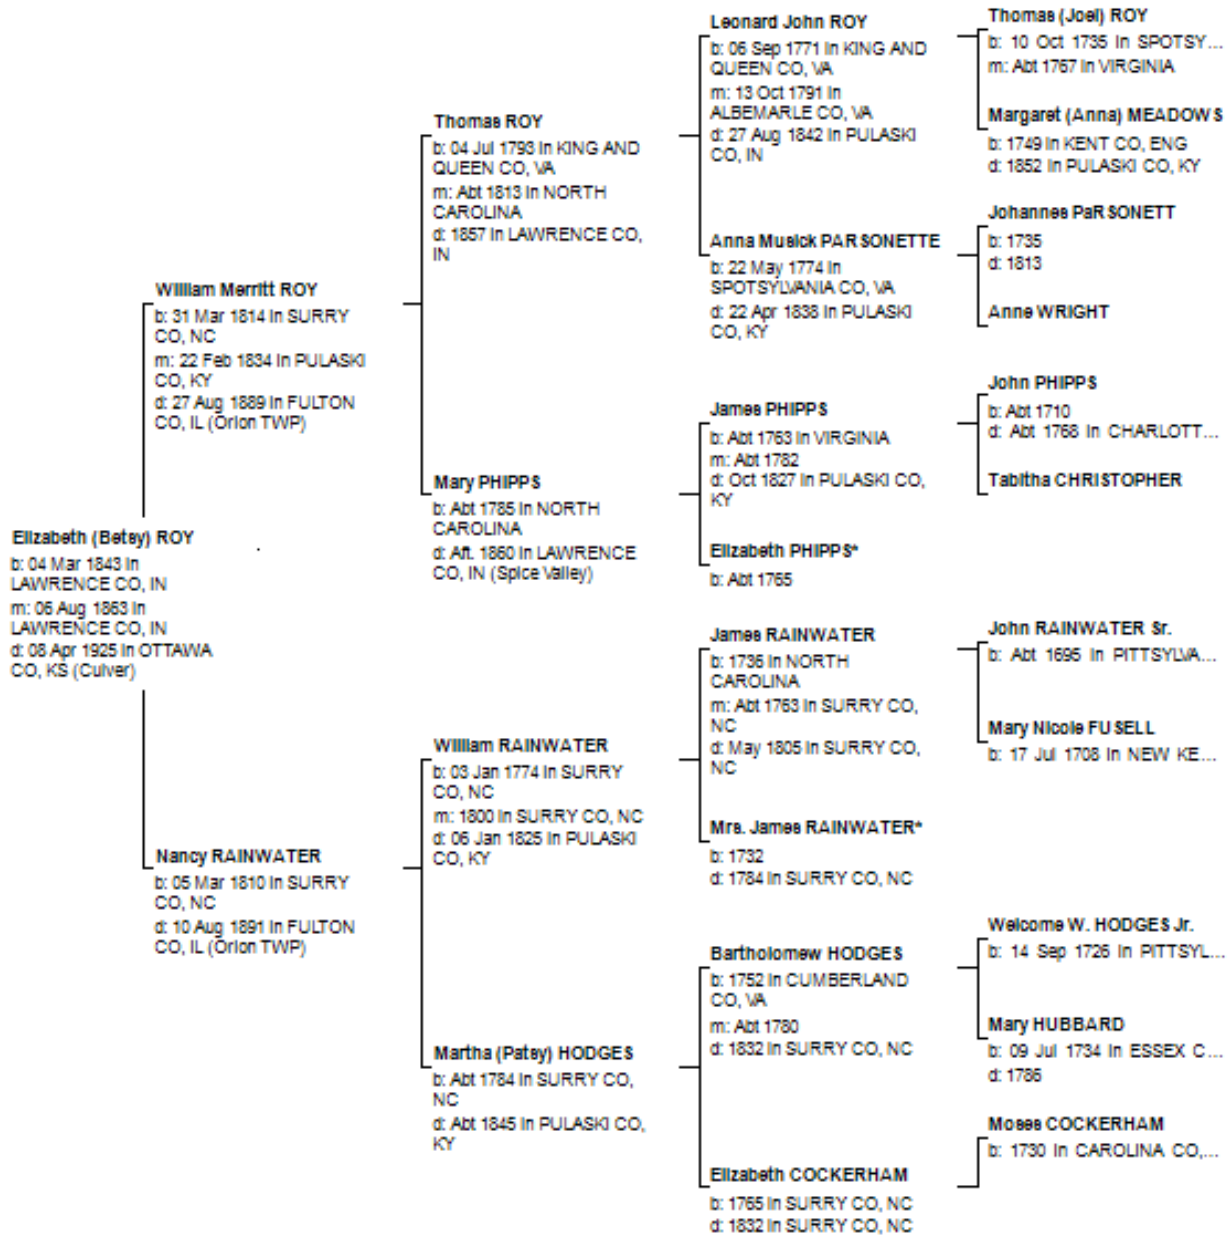 Elizabeth (Betsy) ROY
b: 04 Mar 1843 in
LAWRENCE CO, IN
m: 06 Aug 1863 in
LAWRENCE CO, IN
d: 08 Apr 1925 in OTTAWA
CO, KS (Culver)
William Merritt ROY
b: 31 Mar 1814 in SURRY
CO, NC
m: 22 Feb 1834 in PULASKI
CO, KY
d: 27 Aug 1889 in FULTON
CO, IL (Orion TWP)
Nancy RAINWATER
b: 05 Mar 1810 in SURRY
CO, NC
d: 10 Aug 1891 in FULTON
CO, IL (Orion TWP)
Thomas ROY
b: 04 Jul 1793 in KING AND
QUEEN CO, VA
m: Abt 1813 in NORTH
CAROLINA
d: 1857 in LAWRENCE CO,
IN
Mary PHIPPS
b: Abt 1785 in NORTH
CAROLINA
d: Aft. 1860 in LAWRENCE
CO, IN (Spice Valley)
William RAINWATER
b: 03 Jan 1774 in SURRY
CO, NC
m: 1800 in SURRY CO, NC
d: 06 Jan 1825 in PULASKI
CO, KY
Martha (Patsy) HODGES
b: Abt 1784 in SURRY CO,
NC
d: Abt 1845 in PULASKI CO,
KY
Leonard John ROY
b: 06 Sep 1771 in KING AND
QUEEN CO, VA
m: 13 Oct 1791 in
ALBEMARLE CO, VA
d: 27 Aug 1842 in PULASKI
CO, IN
Anna Musick PARSONETTE
b: 22 May 1774 in
SPOTSYLVANIA CO, VA
d: 22 Apr 1838 in PULASKI
CO, KY
James PHIPPS
b: Abt 1763 in VIRGINIA
m: Abt 1782
d: Oct 1827 in PULASKI CO,
KY
Elizabeth PHIPPS*
b: Abt 1765
James RAINWATER
b: 1736 in NORTH
CAROLINA
m: Abt 1763 in SURRY CO,
NC
d: May 1805 in SURRY CO,
NC
Mrs. James RAINWATER*
b: 1732
d: 1784 in SURRY CO, NC
Bartholomew HODGES
b: 1752 in CUMBERLAND
CO, VA
m: Abt 1780
d: 1832 in SURRY CO, NC
Elizabeth COCKERHAM
b: 1765 in SURRY CO, NC
d: 1832 in SURRY CO, NC
Thomas (Joel) ROY
b: 10 Oct 1735 in SPOTSY...
m: Abt 1767 in VIRGINIA
Margaret (Anna) MEADOWS
b: 1749 in KENT CO, ENG
d: 1852 in PULASKI CO, KY
Johannes PaRSONETT
b: 1735
d: 1813
Anne WRIGHT
John PHIPPS
b: Abt 1710
d: Abt 1768 in CHARLOTT...
Tabitha CHRISTOPHER
John RAINWATER Sr.
b: Abt 1695 in PITTSYLVA...
Mary Nicole FUSELL
b: 17 Jul 1708 in NEW KE...
Welcome W. HODGES Jr.
b: 14 Sep 1726 in PITTSYL...
Mary HUBBARD
b: 09 Jul 1734 in ESSEX C...
d: 1786
Moses COCKERHAM
b: 1730 in CAROLINA CO,...